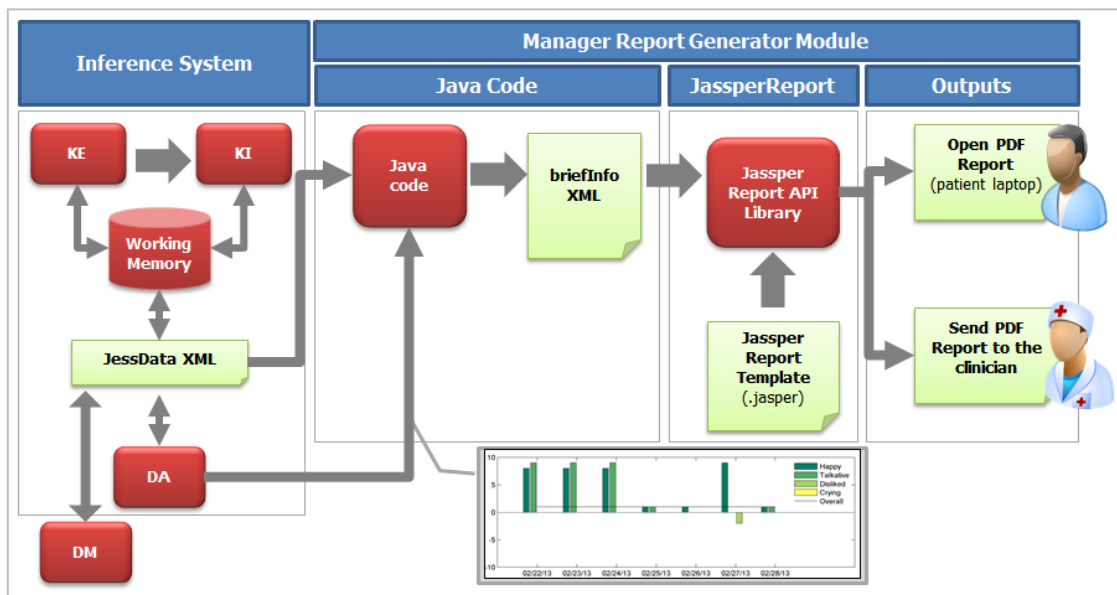 Inference System
Manager Report Generator Module
Java Code
JassperReport
Outputs
KE
KI
Working
Memory
JessData XML
DA
DM
Java
code
briefInfo
XML
Jassper
Report API
Library
Jassper
Report
Template
(.jasper)
Open PDF
Report
(patient laptop)
Send PDF
Report to the
clinician
10
5
0
-5
-10
Happy
Talkative
Disliked
Crying
Overall
02/22/13 02/23/13 02/24/13 02/25/13 02/26/13 02/27/13 02/28/13